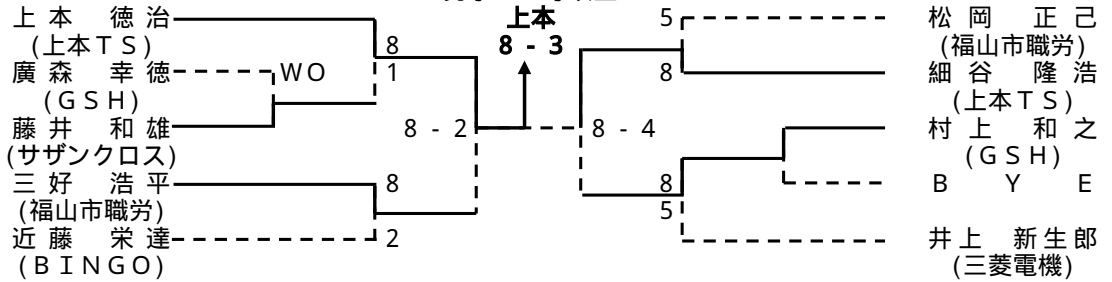 上本 徳治
(上本TS)
廣森 幸徳
(GSH)
藤井 和雄
(サザンクロス)
三好 浩平
(福山市職労)
近藤 栄達
(BINGO)
8
1
WO
8 - 2
8
2
上本
8 - 3
8 - 4
5
8
8
5
松岡 正己
(福山市職労)
細谷 隆浩
(上本TS)
村上 和之
(GSH)
B Y E
井上 新生郎
(三菱電機)